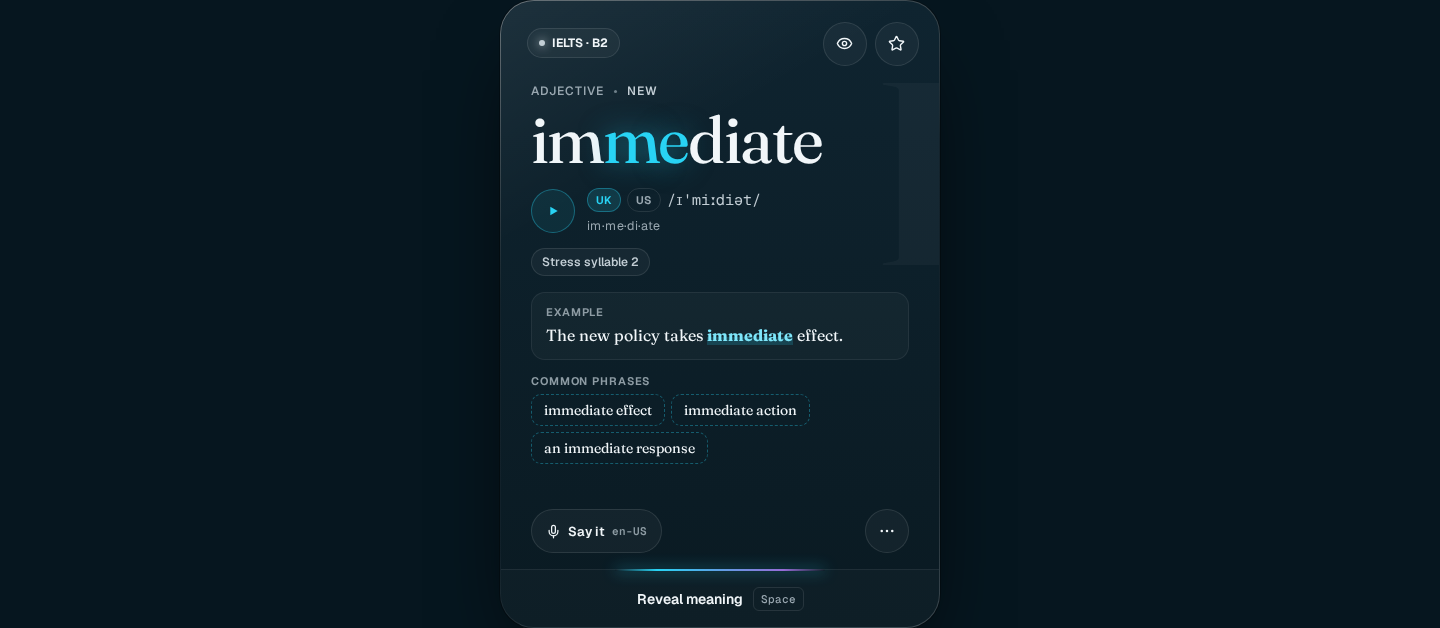 IELTS · B2
ADJECTIVE • NEW
immediate
UK US /ɪˈmiːdiət/
im·me·di·ate
Stress syllable 2
EXAMPLE
The new policy takes immediate effect.
COMMON PHRASES
immediate effect immediate action
an immediate response
Say it en-US
Reveal meaning Space